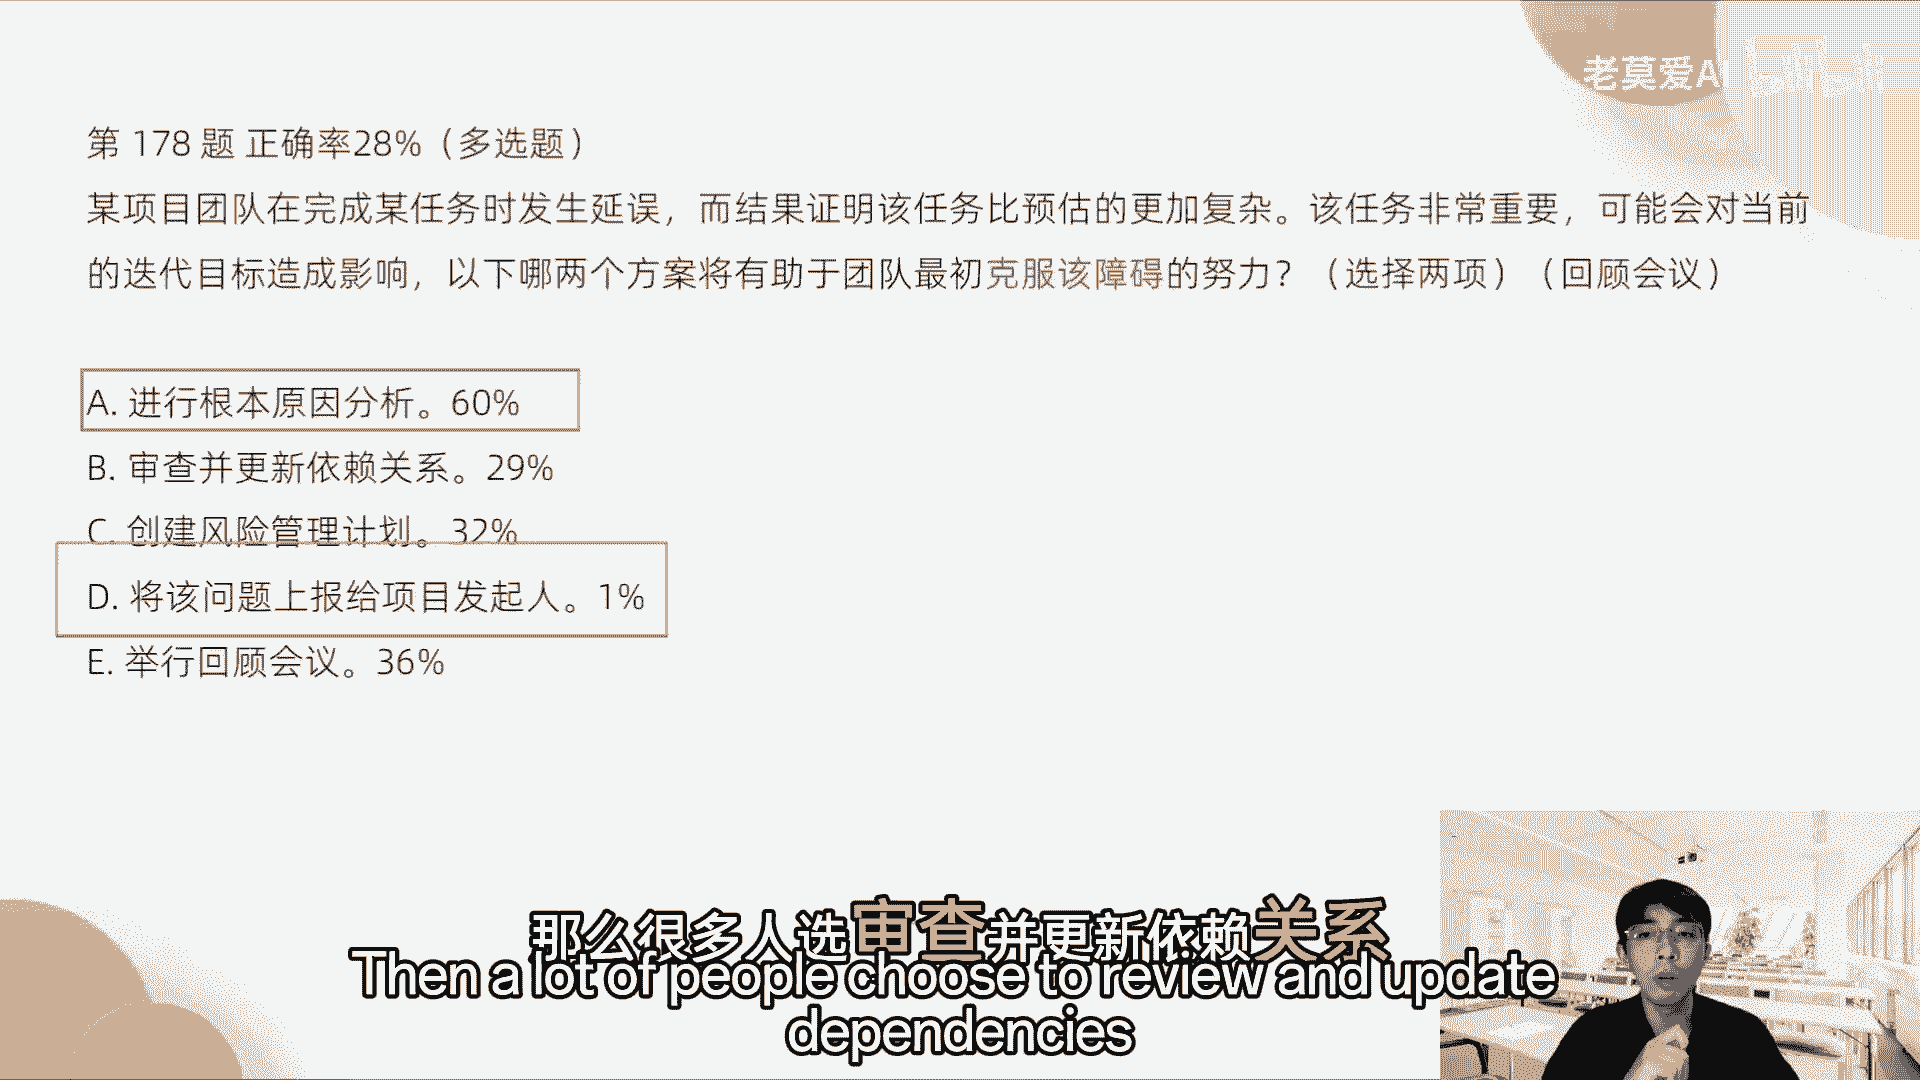 老莫爱A
第 178 题 正确率28%（多选题）
某项目团队在完成某任务时发生延误，而结果证明该任务比预估的更加复杂。该任务非常重要，可能会对当前
的迭代目标造成影响，以下哪两个方案将有助于团队最初克服该障碍的努力？（选择两项）（回顾会议）
A. 进行根本原因分析。60%
B. 审查并更新依赖关系。29%
C. 创建风险管理计划。32%
D. 将该问题上报给项目发起人。1%
E. 举行回顾会议。36%
那么很多人选审查并更新依赖关系
Then a lot of people choose to review and update
dependencies